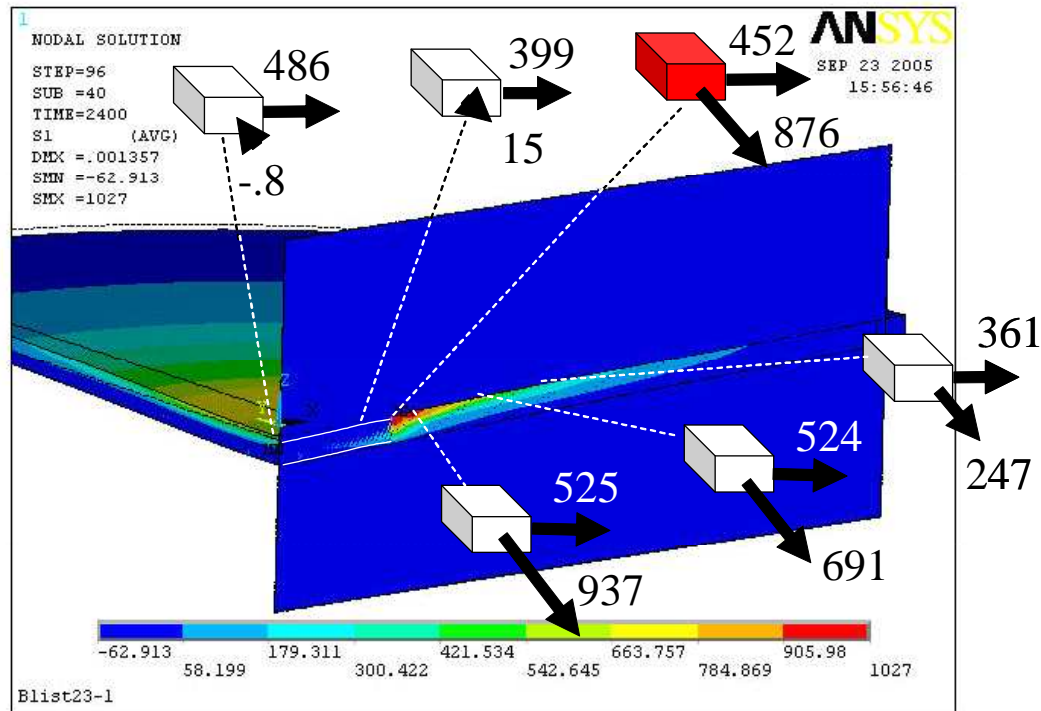 1
NODAL SOLUTION
STEP=96
SUB =40
TIME=2400
S1 (AVG)
DMX =.001357
SMN =-62.913
SMX =1027
ANSYS
SEP 23 2005
15:56:46
486
-.8
399
15
452
876
361
247
524
691
525
937
Z
X
-62.913
58.199
179.311
300.422
421.534
542.645
663.757
784.869
905.98
1027
Blist23-1